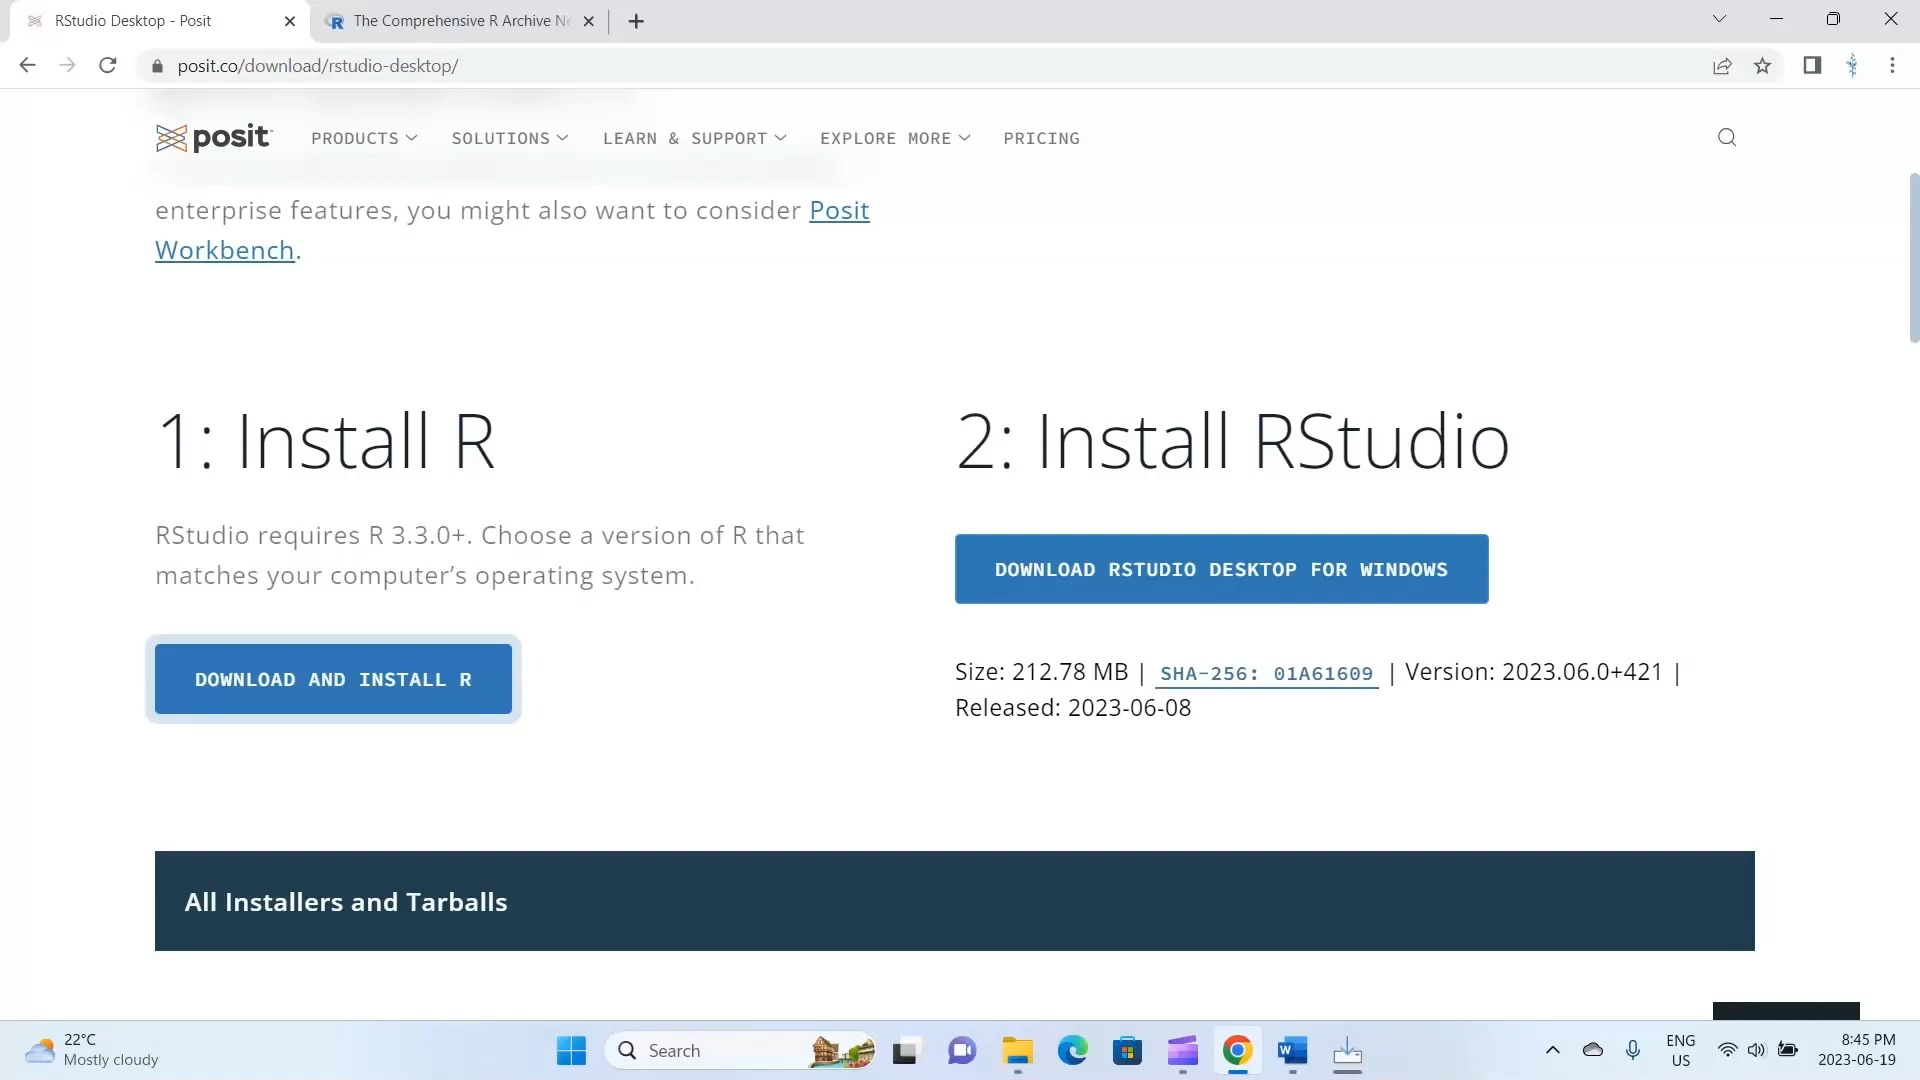 RStudio Desktop - Posit
The Comprehensive R Archive Ne
posit.co/download/rstudio-desktop/
posit
PRODUCTS
SOLUTIONS
LEARN & SUPPORT
EXPLORE MORE
PRICING
enterprise features, you might also want to consider Posit
Workbench.
1: Install R
RStudio requires R 3.3.0+. Choose a version of R that
matches your computer’s operating system.
DOWNLOAD AND INSTALL R
2: Install RStudio
DOWNLOAD RSTUDIO DESKTOP FOR WINDOWS
Size: 212.78 MB | SHA-256: 01A61609 | Version: 2023.06.0+421 |
Released: 2023-06-08
All Installers and Tarballs
22°C
Mostly cloudy
Search
ENG
US
8:45 PM
2023-06-19